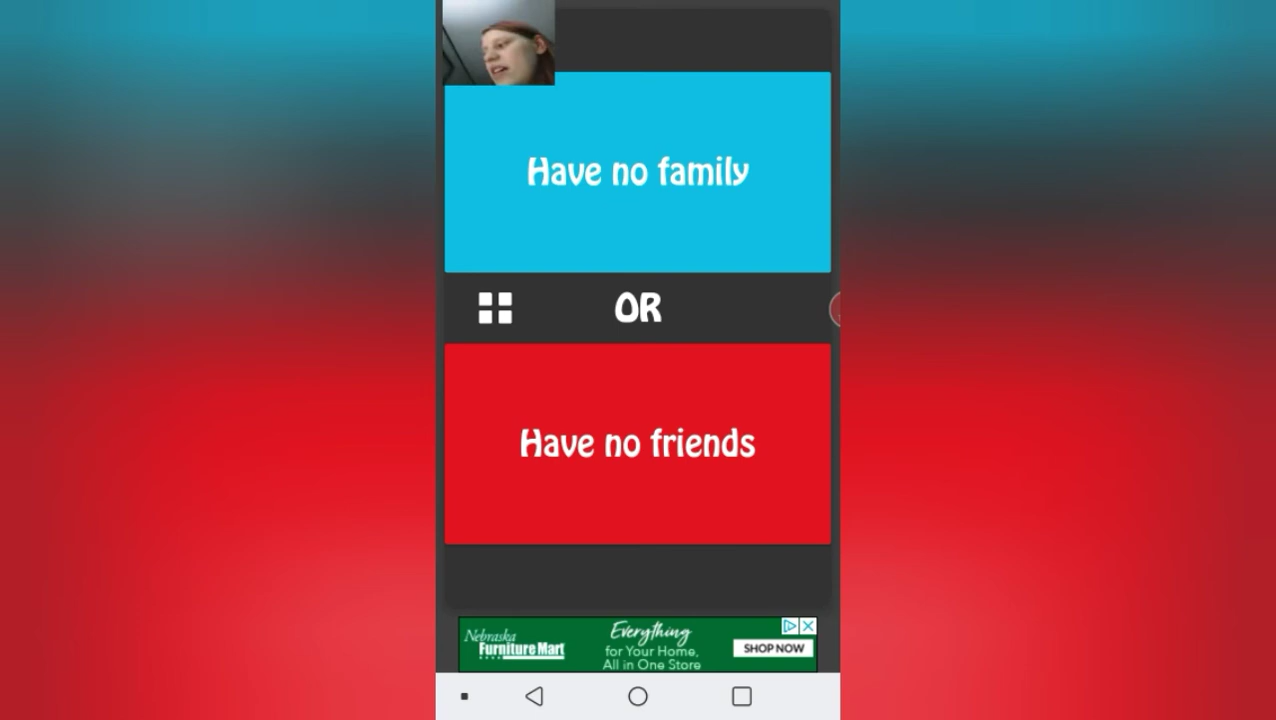 Have no family
OR
Have no friends
Nebraska
Furniture Mart
Everything
for Your Home,
All in One Store
SHOP NOW